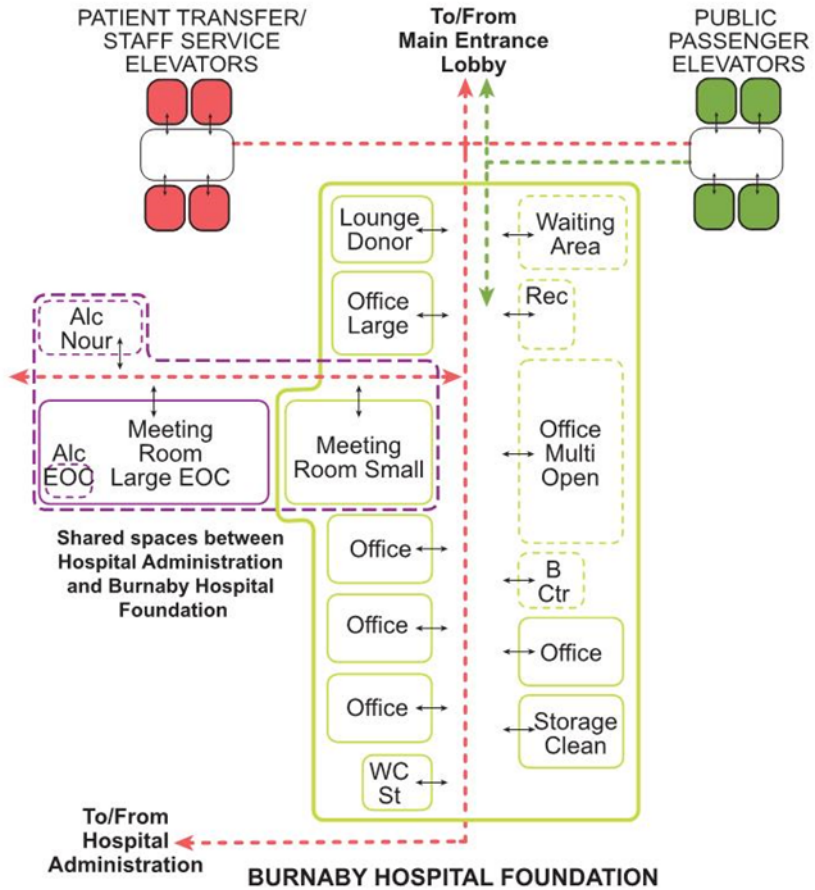 PATIENT TRANSFER/
STAFF SERVICE
ELEVATORS
To/From
Main Entrance
Lobby
PUBLIC
PASSENGER
ELEVATORS
Lounge
Donor
Waiting
Area
Office
Large
Rec
Alc
Nour
Meeting
Room
Large EOC
Alc
EOC
Meeting
Room Small
Office
Multi
Open
Shared spaces between
Hospital Administration
and Burnaby Hospital
Foundation
Office
B
Ctr
Office
Office
Office
Storage
Clean
WC
St
To/From
Hospital
Administration
BURNABY HOSPITAL FOUNDATION